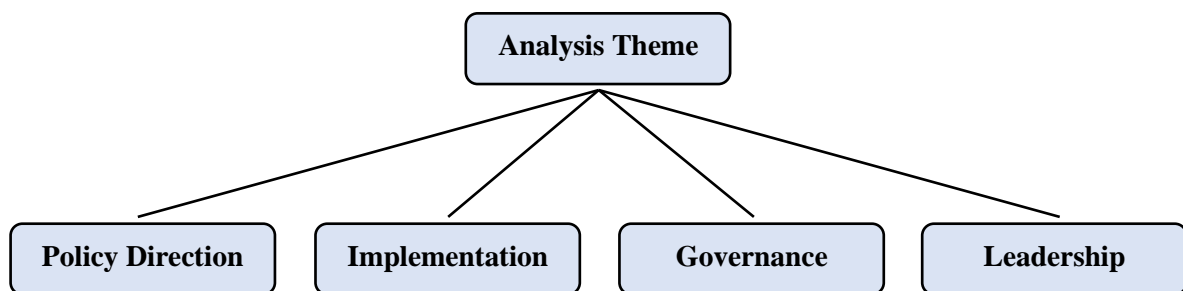 Analysis Theme
Policy Direction
Implementation
Governance
Leadership